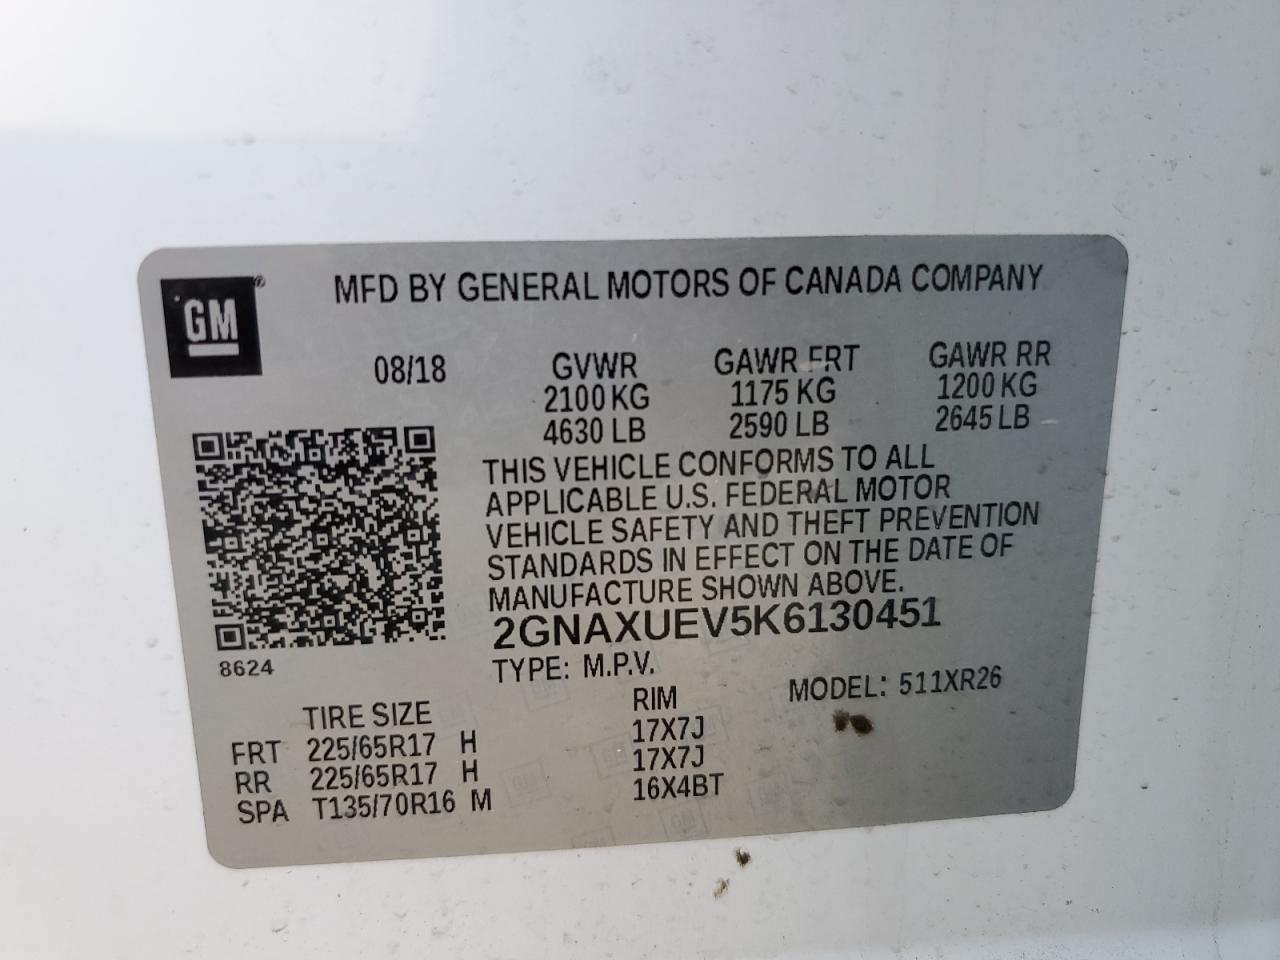 GM
MFD BY GENERAL MOTORS OF CANADA COMPANY
08/18 GVWR GAWR FRT GAWR RR
2100 KG 1175 KG 1200 KG
4630 LB 2590 LB 2645 LB
THIS VEHICLE CONFORMS TO ALL
APPLICABLE U.S. FEDERAL MOTOR
VEHICLE SAFETY AND THEFT PREVENTION
STANDARDS IN EFFECT ON THE DATE OF
MANUFACTURE SHOWN ABOVE.
2GNAXUEV5K6130451
8624
TYPE: M.P.V.
MODEL: 511XR26
TIRE SIZE RIM
FRT 225/65R17 H 17X7J
RR 225/65R17 H 17X7J
SPA T135/70R16 M 16X4BT